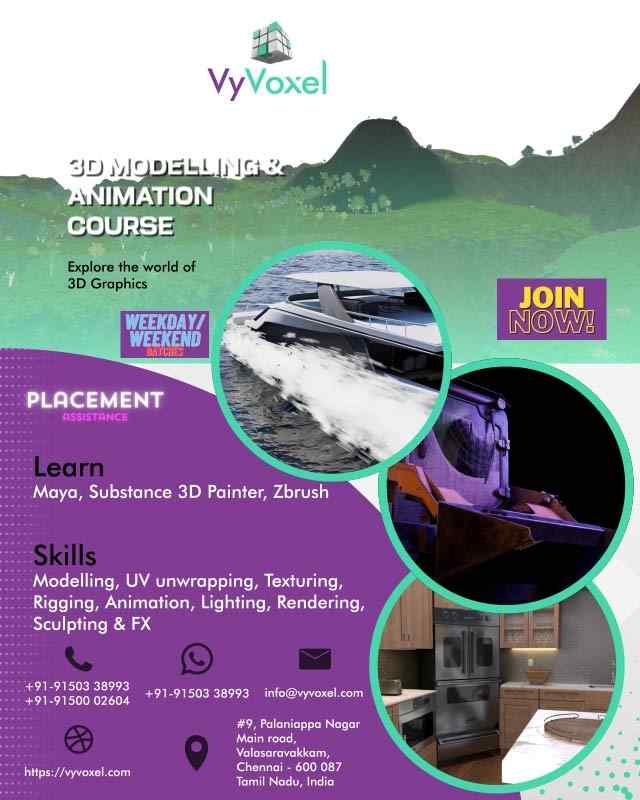 VyVoxel
3D MODELLING &
ANIMATION
COURSE
Explore the world of
3D Graphics
WEEKDAY/
WEEKEND
BATCHES
JOIN
NOW!
PLACEMENT
ASSISTANCE
Learn
Maya, Substance 3D Painter, Zbrush
Skills
Modelling, UV unwrapping, Texturing,
Rigging, Animation, Lighting, Rendering,
Sculpting & FX
+91-91503 38993
+91-91500 02604
+91-91503 38993
info@vyvoxel.com
https://vyvoxel.com
#9, Palaniappa Nagar
Main road,
Valasaravakkam,
Chennai - 600 087
Tamil Nadu, India